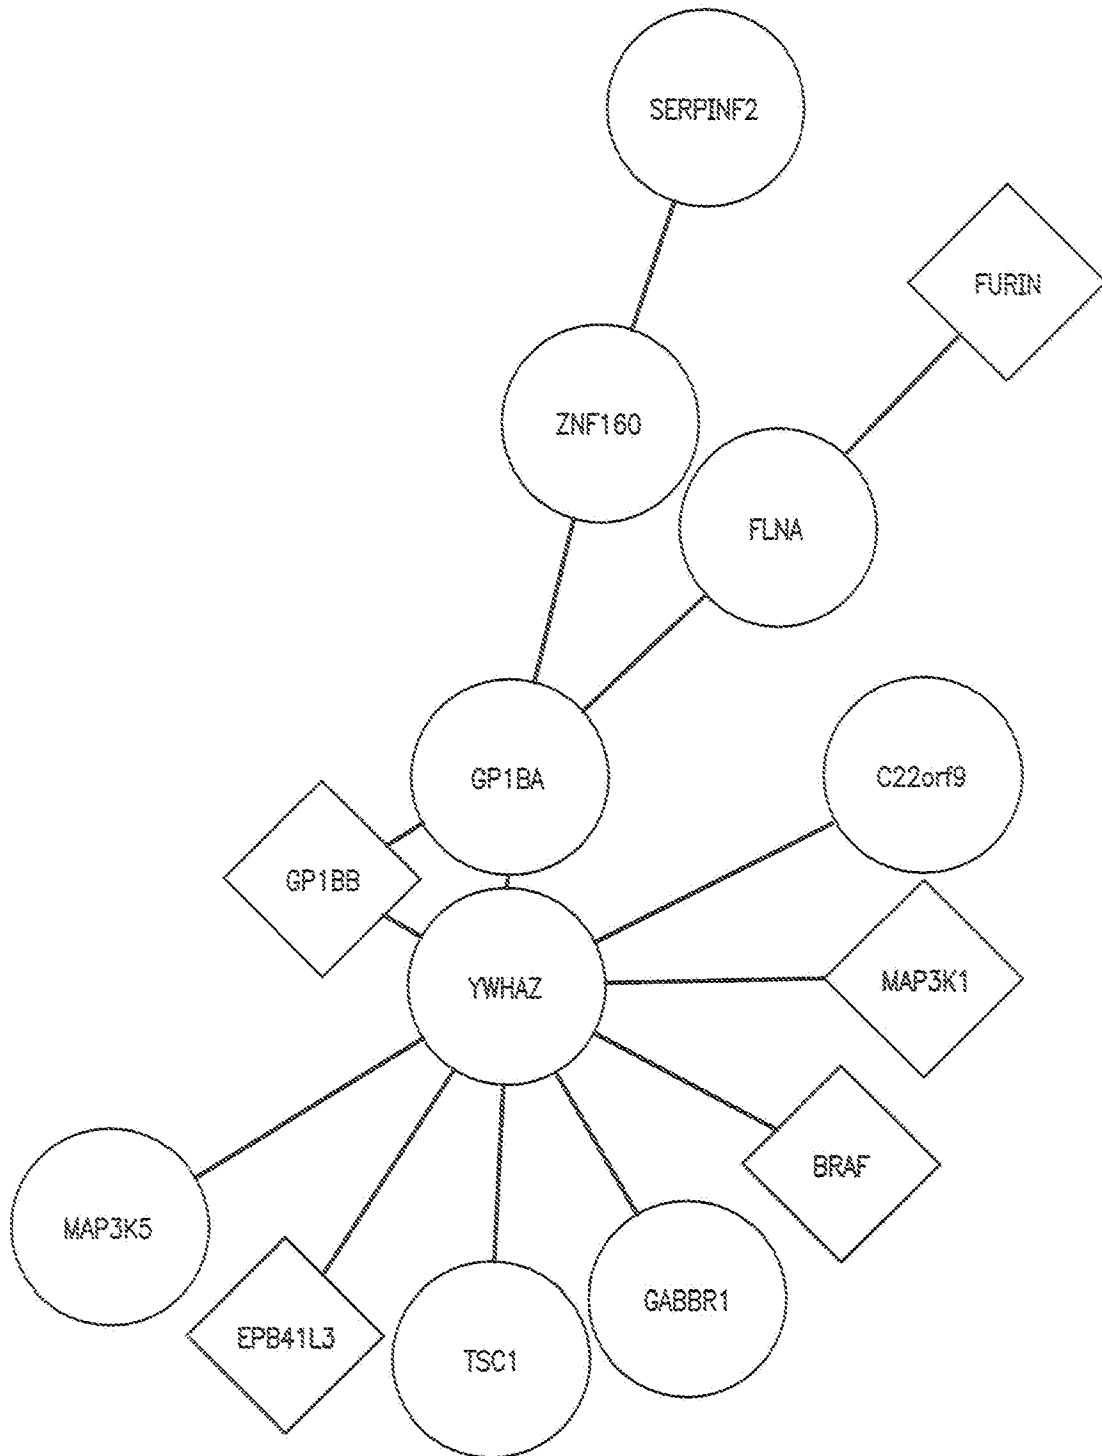 SERPINF2
FURIN
ZNF160
FLNA
GP1BA
C22orf9
GP1BB
MAP3K1
YWHAZ
BRAF
MAP3K5
GABBR1
EPB41L3
TSC1